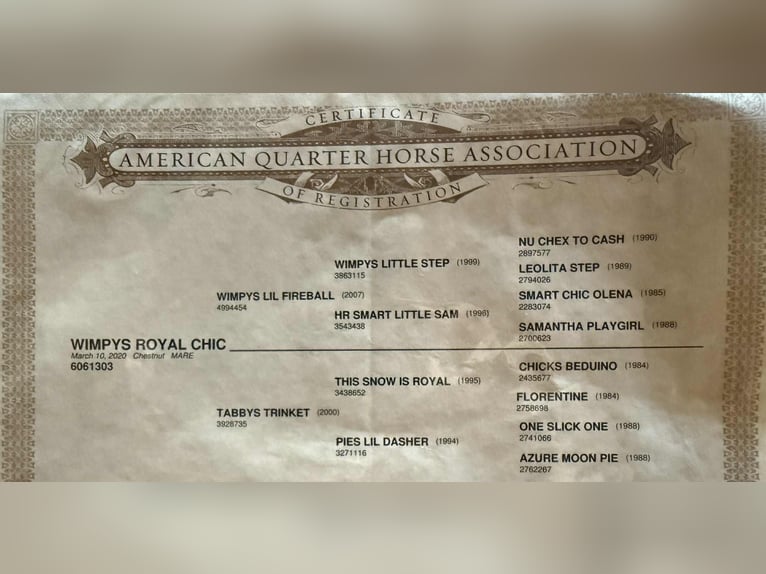 CERTIFICATE
AMERICAN QUARTER HORSE ASSOCIATION
OF REGISTRATION
NU CHEX TO CASH (1990)
2897577
WIMPYS LITTLE STEP (1999)
3863115
LEOLITA STEP (1989)
2794026
WIMPYS LIL FIREBALL (2007)
4994454
SMART CHIC OLENA (1985)
2283074
HR SMART LITTLE SAM (1996)
3543438
SAMANTHA PLAYGIRL (1988)
2700623
WIMPYS ROYAL CHIC
March 10, 2020 Chestnut MARE
6061303
CHICKS BEDUINO (1984)
2435677
THIS SNOW IS ROYAL (1995)
3438652
FLORENTINE (1984)
2758698
TABBYS TRINKET (2000)
3928735
ONE SLICK ONE (1988)
2741066
PIES LIL DASHER (1994)
3271116
AZURE MOON PIE (1988)
2762267